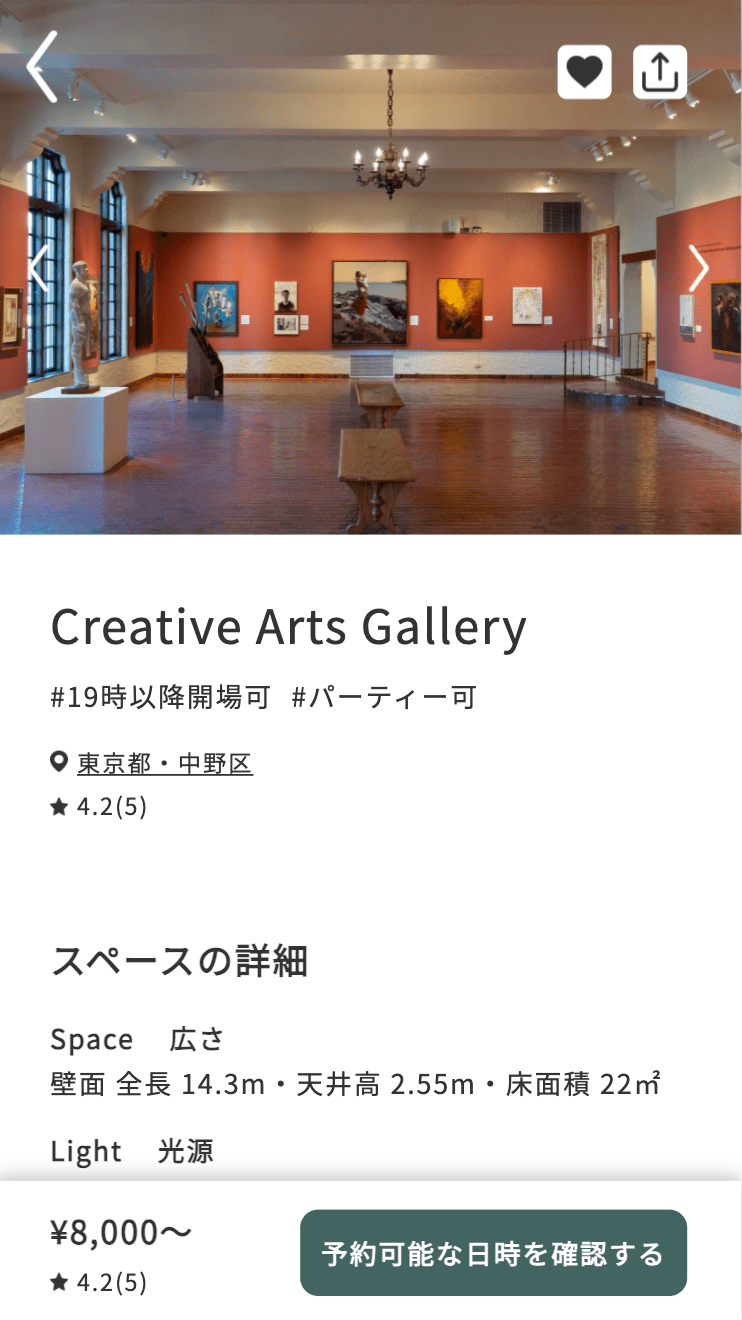 Creative Arts Gallery
#19時以降開場可 #パーティー可
東京都・中野区
4.2(5)
スペースの詳細
Space 広さ
壁面 全長 14.3m・天井高 2.55m・床面積 22㎡
Light 光源
¥8,000〜
4.2(5)
予約可能な日時を確認する